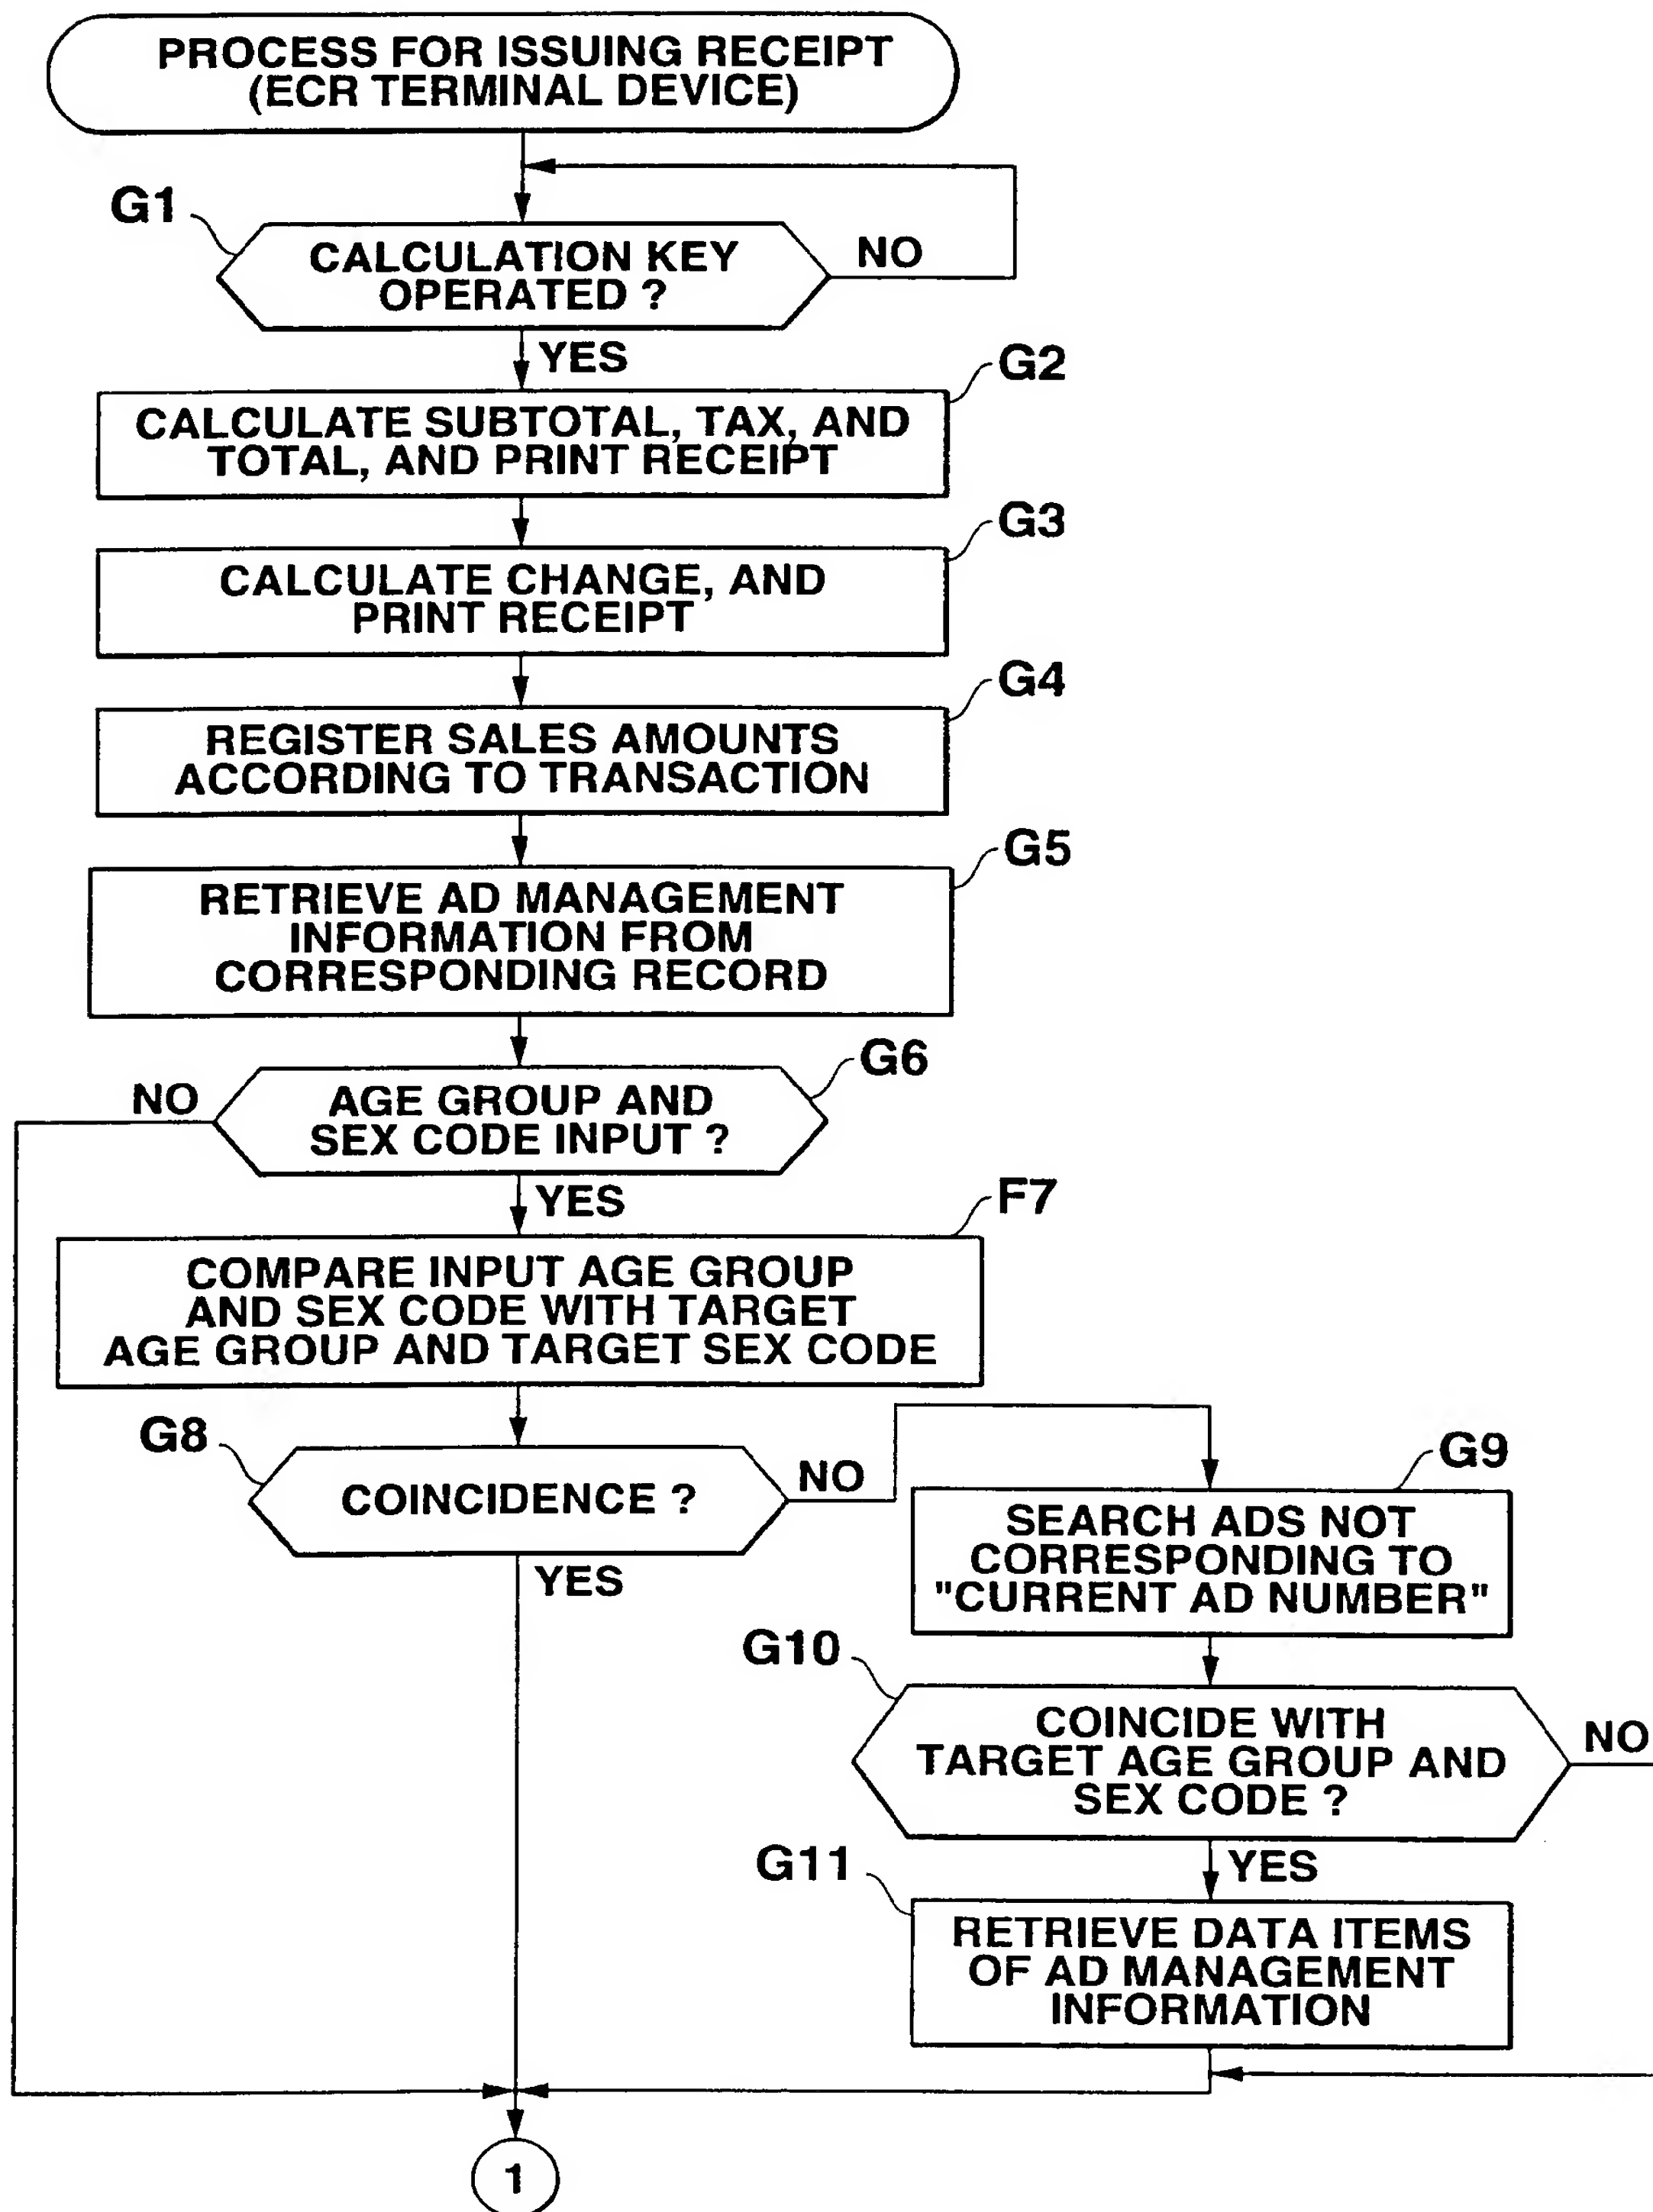 PROCESS FOR ISSUING RECEIPT
(ECR TERMINAL DEVICE)
G1
CALCULATION KEY
OPERATED ?
NO
YES
G2
CALCULATE SUBTOTAL, TAX, AND
TOTAL, AND PRINT RECEIPT
G3
CALCULATE CHANGE, AND
PRINT RECEIPT
G4
REGISTER SALES AMOUNTS
ACCORDING TO TRANSACTION
G5
RETRIEVE AD MANAGEMENT
INFORMATION FROM
CORRESPONDING RECORD
G6
NO
AGE GROUP AND
SEX CODE INPUT ?
YES
F7
COMPARE INPUT AGE GROUP
AND SEX CODE WITH TARGET
AGE GROUP AND TARGET SEX CODE
G8
COINCIDENCE ?
NO
YES
G9
SEARCH ADS NOT
CORRESPONDING TO
"CURRENT AD NUMBER"
G10
COINCIDE WITH
TARGET AGE GROUP AND
SEX CODE ?
NO
YES
G11
RETRIEVE DATA ITEMS
OF AD MANAGEMENT
INFORMATION
1